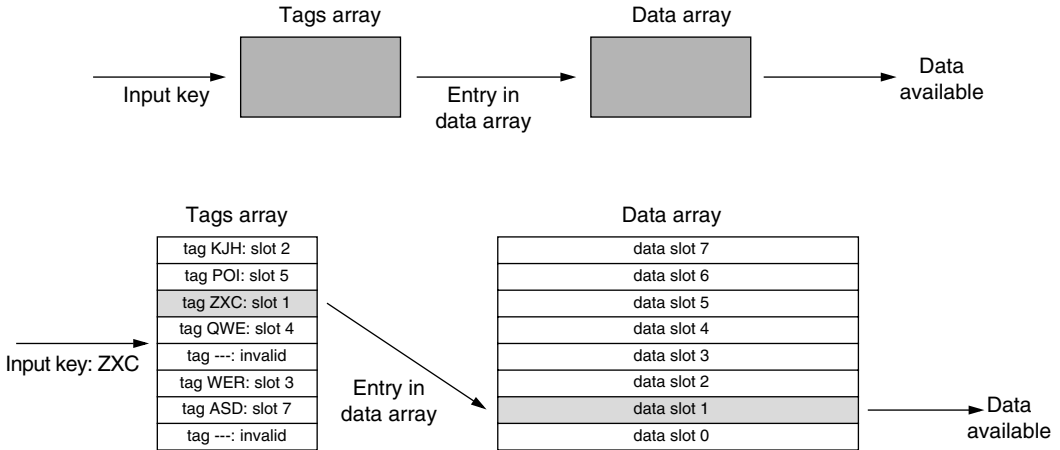 Tags array
Data array
Input key
Entry in
data array
Data
available
Tags array
Data array
tag KJH: slot 2
tag POI: slot 5
tag ZXC: slot 1
tag QWE: slot 4
tag ---: invalid
tag WER: slot 3
tag ASD: slot 7
tag ---: invalid
Input key: ZXC
Entry in
data array
data slot 7
data slot 6
data slot 5
data slot 4
data slot 3
data slot 2
data slot 1
data slot 0
Data
available